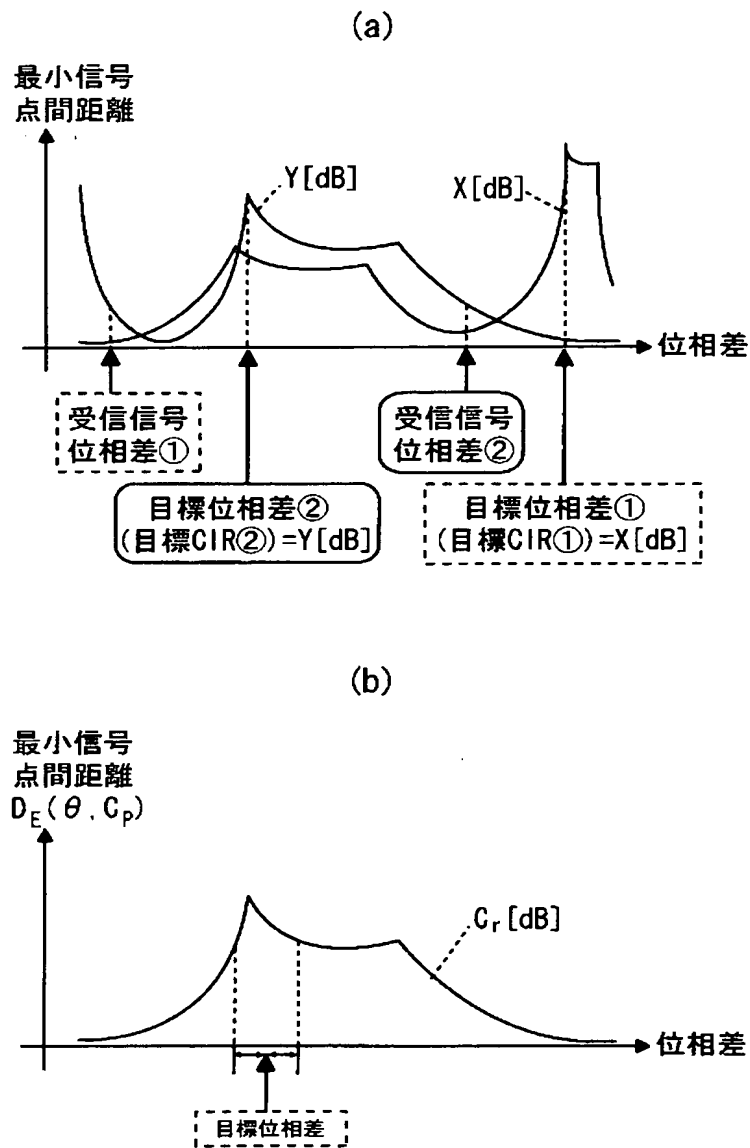 (a)
最小信号
点間距離
Y[dB]
X[dB]
位相差
受信信号
位相差①
受信信号
位相差②
目標位相差②
(目標CIR②)=Y[dB]
目標位相差①
(目標CIR①)=X[dB]
(b)
最小信号
点間距離
D_E(θ,C_P)
C_r[dB]
位相差
目標位相差